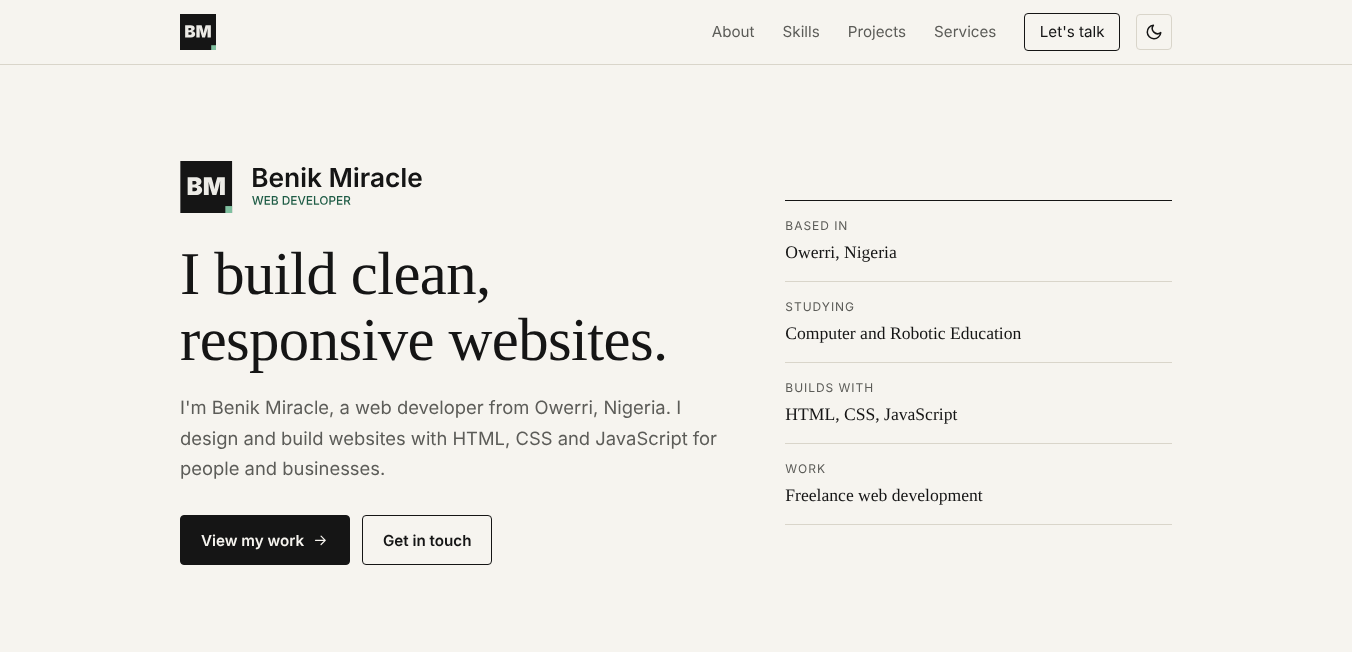 BM
About
Skills
Projects
Services
Let's talk
BM
Benik Miracle
WEB DEVELOPER
I build clean,
responsive websites.
I'm Benik Miracle, a web developer from Owerri, Nigeria. I
design and build websites with HTML, CSS and JavaScript for
people and businesses.
View my work →
Get in touch
BASED IN
Owerri, Nigeria
STUDYING
Computer and Robotic Education
BUILDS WITH
HTML, CSS, JavaScript
WORK
Freelance web development